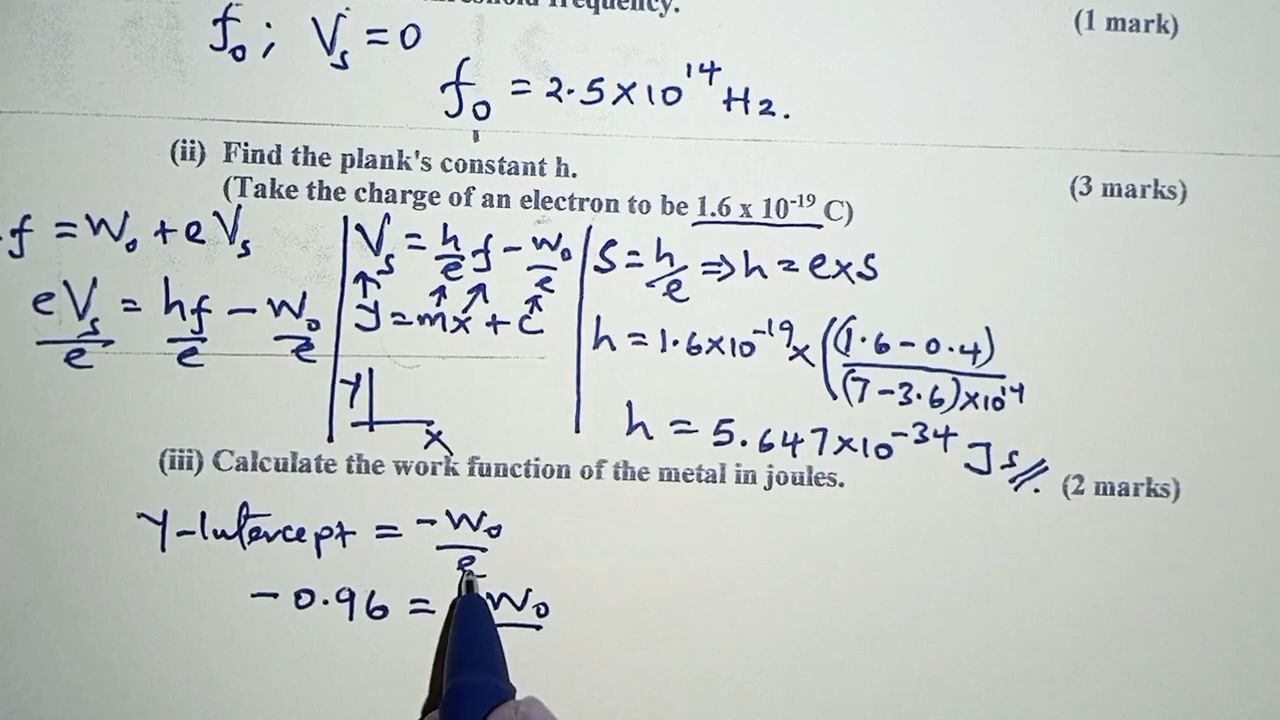 frequency.
(1 mark)
f₀ ; Vₛ = 0
f₀ = 2.5×10¹⁴ Hz.
(ii) Find the plank's constant h.
(Take the charge of an electron to be 1.6 x 10⁻¹⁹ C)
(3 marks)
f = W₀ + eVₛ
eVₛ/e = hf/e - W₀/e
Vₛ = h/e f - W₀/e
y = mx + c
Y
X
S = h/e ⇒ h = e×S
h = 1.6×10⁻¹⁹ × ((1.6-0.4)/(7-3.6)×10¹⁴
h = 5.647×10⁻³⁴ Js//.
(iii) Calculate the work function of the metal in joules.
(2 marks)
Y-Intercept = -W₀/e
-0.96 = W₀